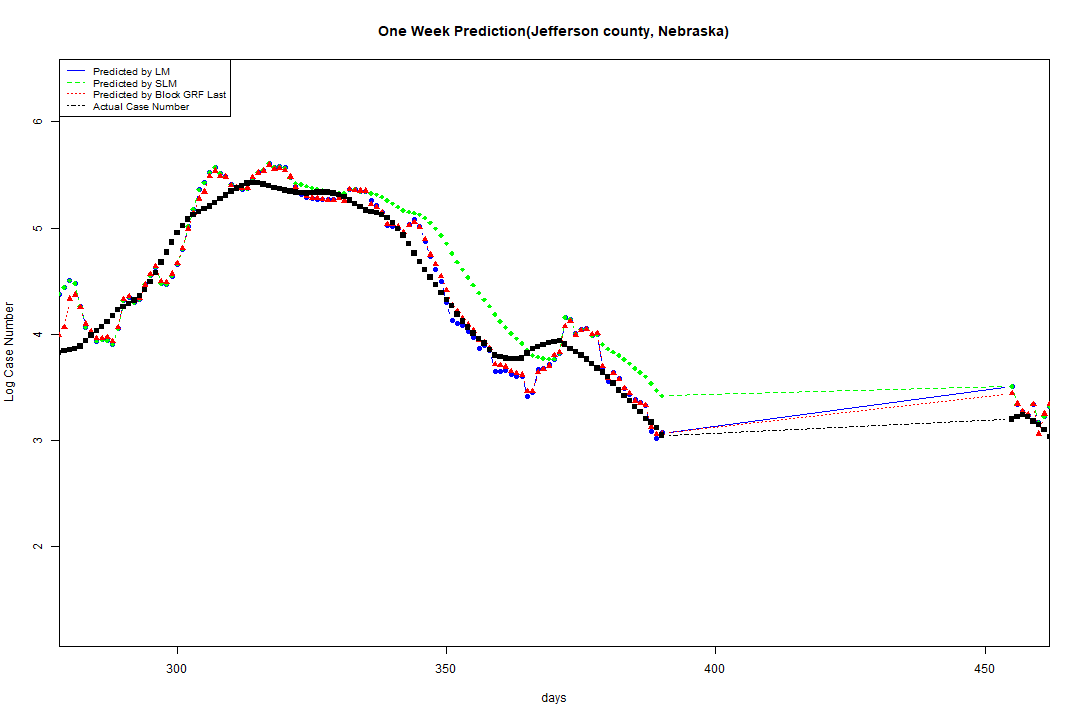 One Week Prediction(Jefferson county, Nebraska)
Predicted by LM
Predicted by SLM
Predicted by Block GRF Last
Actual Case Number
Log Case Number
6
5
4
3
2
300 350 400 450
days